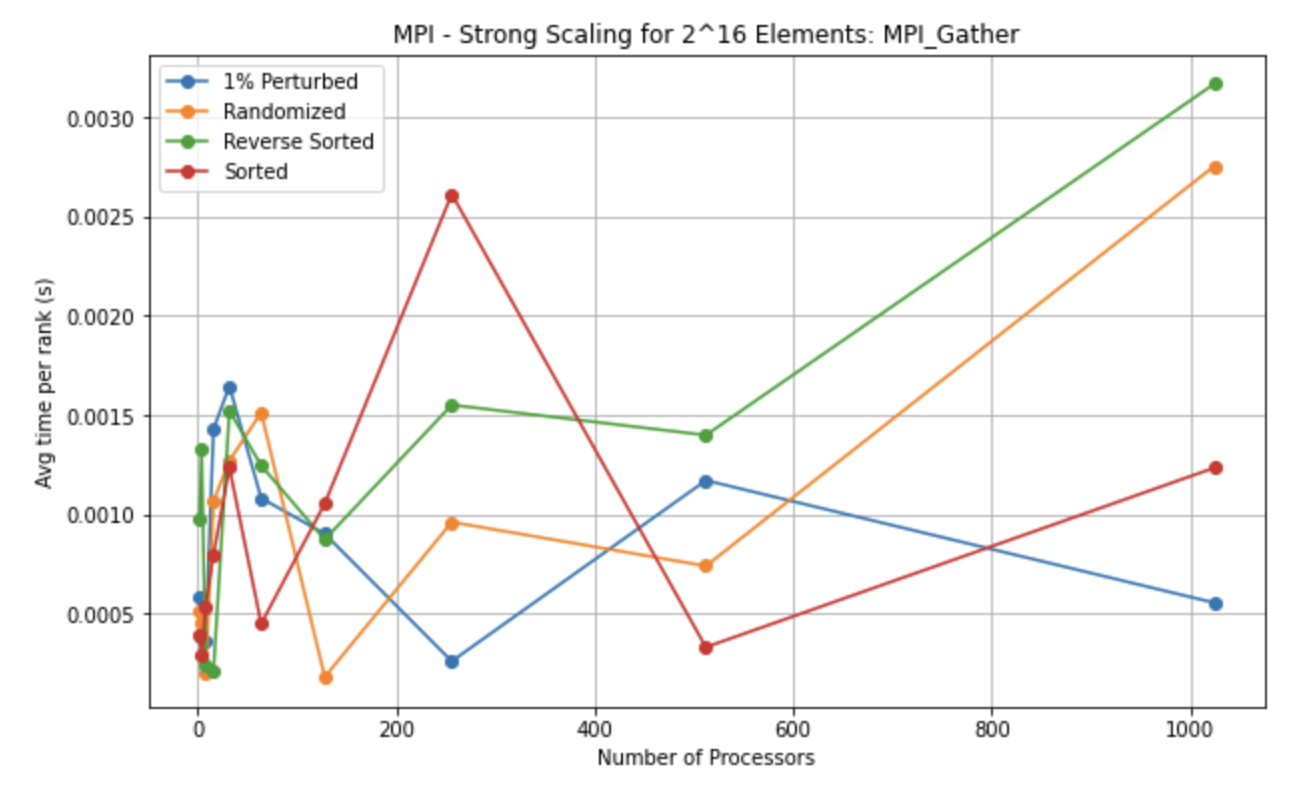 MPI - Strong Scaling for 2^16 Elements: MPI_Gather
1% Perturbed
Randomized
Reverse Sorted
Sorted
0.0030
0.0025
0.0020
0.0015
0.0010
0.0005
Avg time per rank (s)
0 200 400 600 800 1000
Number of Processors